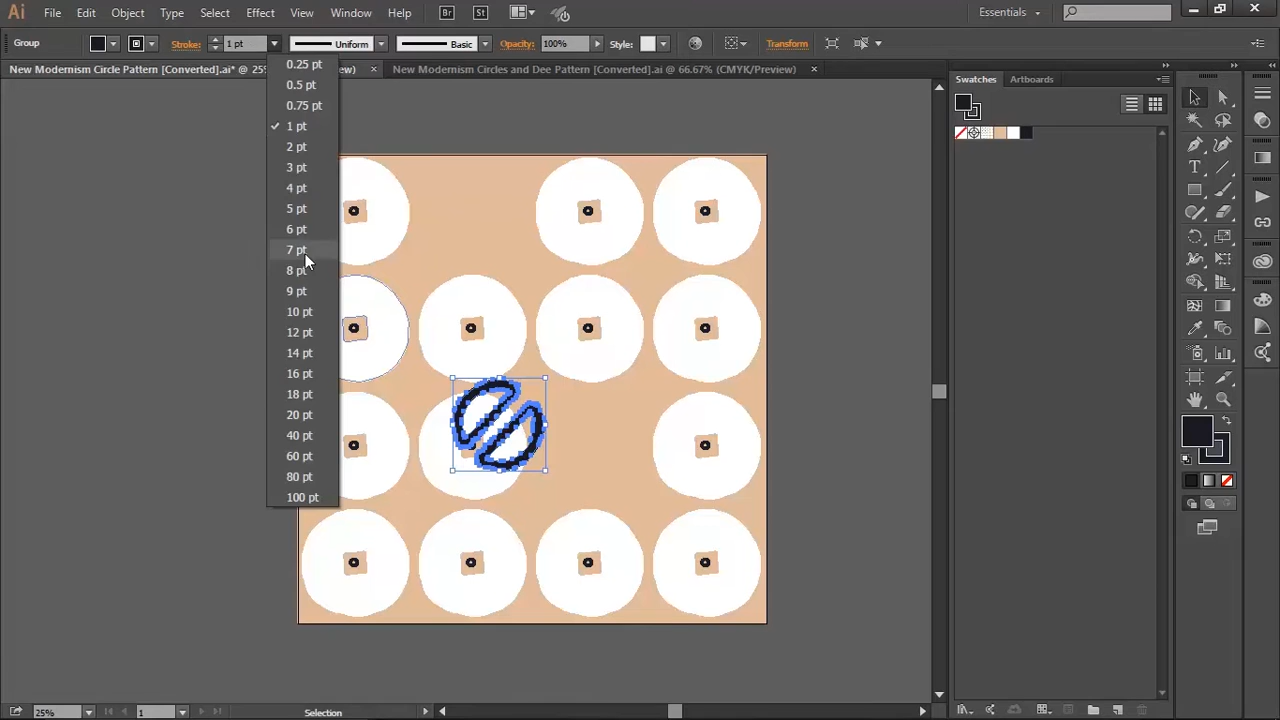 Ai File Edit Object Type Select Effect View Window Help Br St Essentials
Group Stroke: 1 pt Uniform Basic Opacity: 100% Style: Transform
New Modernism Circle Pattern [Converted].ai* @ 25% view) × New Modernism Circles and Dee Pattern [Converted].ai @ 66.67% (CMYK/Preview) ×
0.25 pt
0.5 pt
0.75 pt
1 pt
2 pt
3 pt
4 pt
5 pt
6 pt
7 pt
8 pt
9 pt
10 pt
12 pt
14 pt
16 pt
18 pt
20 pt
40 pt
60 pt
80 pt
100 pt
Swatches Artboards
25% 1 Selection